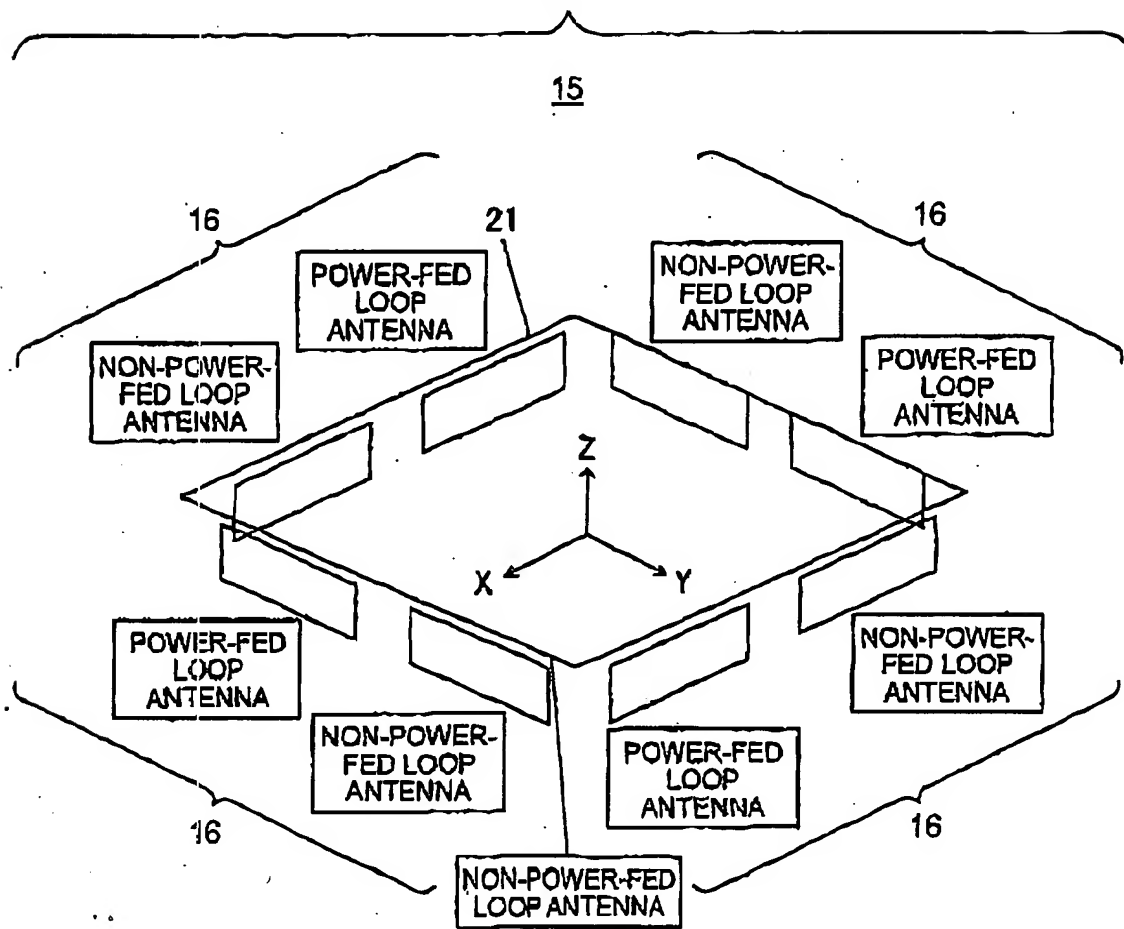 15
16
21
16
POWER-FED
LOOP
ANTENNA
NON-POWER-
FED LOOP
ANTENNA
NON-POWER-
FED LOOP
ANTENNA
POWER-FED
LOOP
ANTENNA
Z
X
Y
POWER-FED
LOOP
ANTENNA
NON-POWER-
FED LOOP
ANTENNA
NON-POWER-
FED LOOP
ANTENNA
POWER-FED
LOOP
ANTENNA
16
16
NON-POWER-FED
LOOP ANTENNA